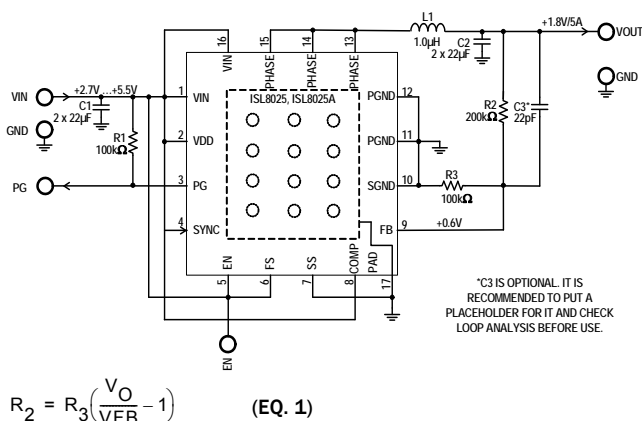 +1.8V/5A
L1
1.0µH
VOUT
16
15
14
13
C2
2 x 22µF
VIN
PHASE
PHASE
PHASE
GND
VIN
+2.7V...+5.5V
1
VIN
ISL8025, ISL8025A
PGND
12
R2
200kΩ
C3*
22pF
C1
2 x 22µF
GND
R1
100kΩ
2
VDD
PGND
11
PG
3
PG
SGND
10
R3
100kΩ
4
SYNC
FB
9
+0.6V
EN
FS
SS
COMP
PAD
5
6
7
8
17
*C3 IS OPTIONAL. IT IS
RECOMMENDED TO PUT A
PLACEHOLDER FOR IT AND CHECK
LOOP ANALYSIS BEFORE USE.
EN
R2 = R3(VO/VFB – 1) (EQ. 1)